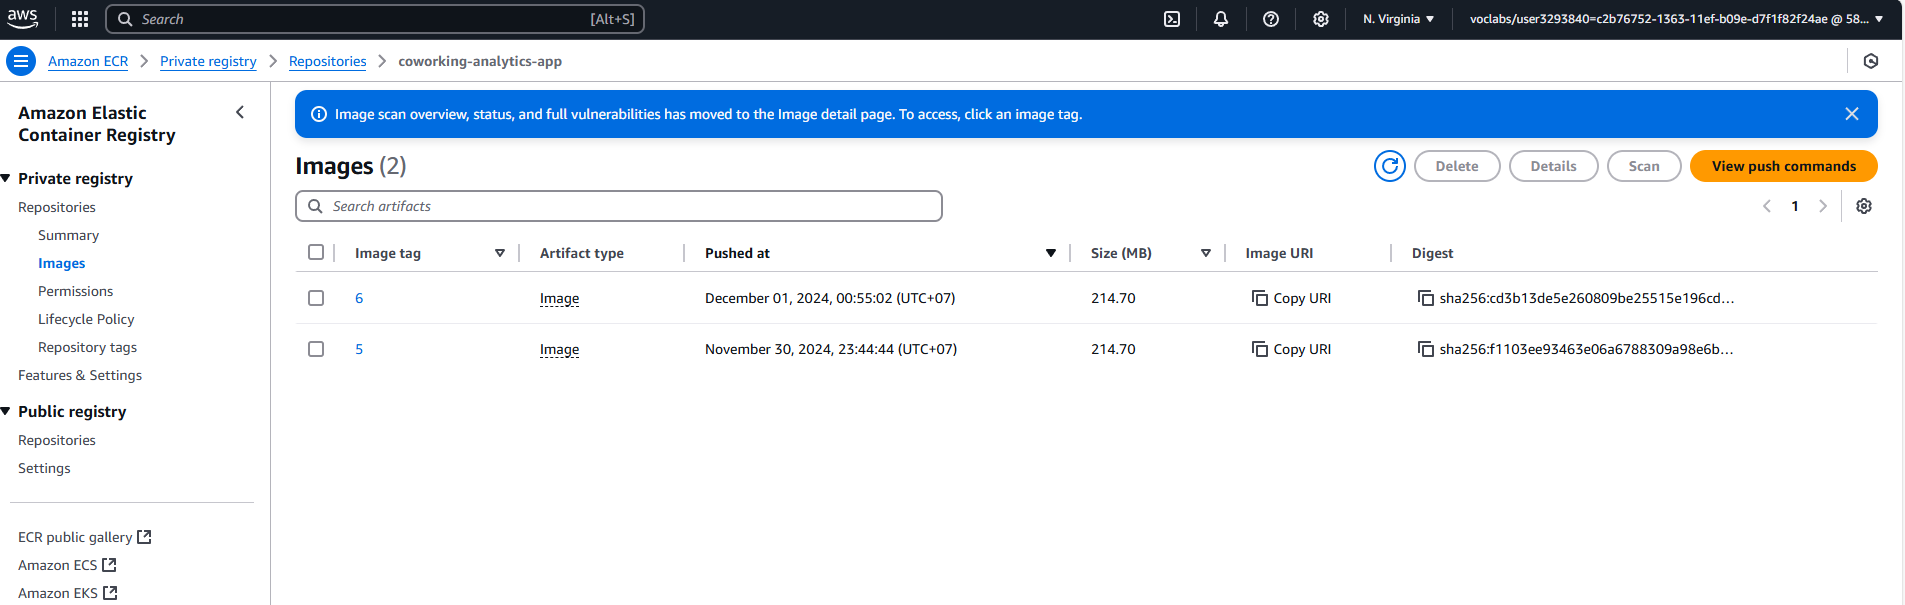 aws
Search [Alt+S]
N. Virginia
voclabs/user3293840=c2b76752-1363-11ef-b09e-d7f1f82f24ae @ 58...
Amazon ECR
Private registry
Repositories
coworking-analytics-app
Amazon Elastic
Container Registry
Private registry
Repositories
Summary
Images
Permissions
Lifecycle Policy
Repository tags
Features & Settings
Public registry
Repositories
Settings
ECR public gallery
Amazon ECS
Amazon EKS
Image scan overview, status, and full vulnerabilities has moved to the Image detail page. To access, click an image tag.
Images (2)
Delete
Details
Scan
View push commands
Search artifacts
1
Image tag Artifact type Pushed at Size (MB) Image URI Digest
6 Image December 01, 2024, 00:55:02 (UTC+07) 214.70 Copy URI sha256:cd3b13de5e260809be25515e196cd...
5 Image November 30, 2024, 23:44:44 (UTC+07) 214.70 Copy URI sha256:f1103ee93463e06a6788309a98e6b...